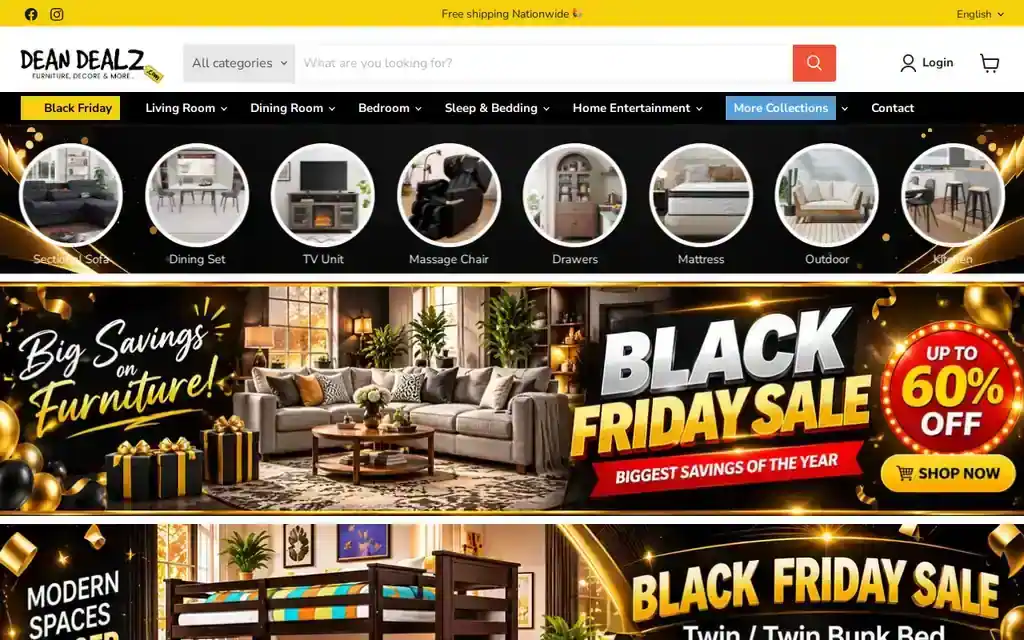 Free shipping Nationwide 🎉
English
DEAN DEALZ
.com
FURNITURE, DECORE & MORE..
All categories
What are you looking for?
Login
Black Friday
Living Room
Dining Room
Bedroom
Sleep & Bedding
Home Entertainment
More Collections
Contact
Sectional Sofa
Dining Set
TV Unit
Massage Chair
Drawers
Mattress
Outdoor
Kitchen
Big Savings
on
Furniture!
BLACK
FRIDAY SALE
BIGGEST SAVINGS OF THE YEAR
UP TO
60%
OFF
SHOP NOW
MODERN
SPACES
BLACK FRIDAY SALE
Twin / Twin Bunk Bed